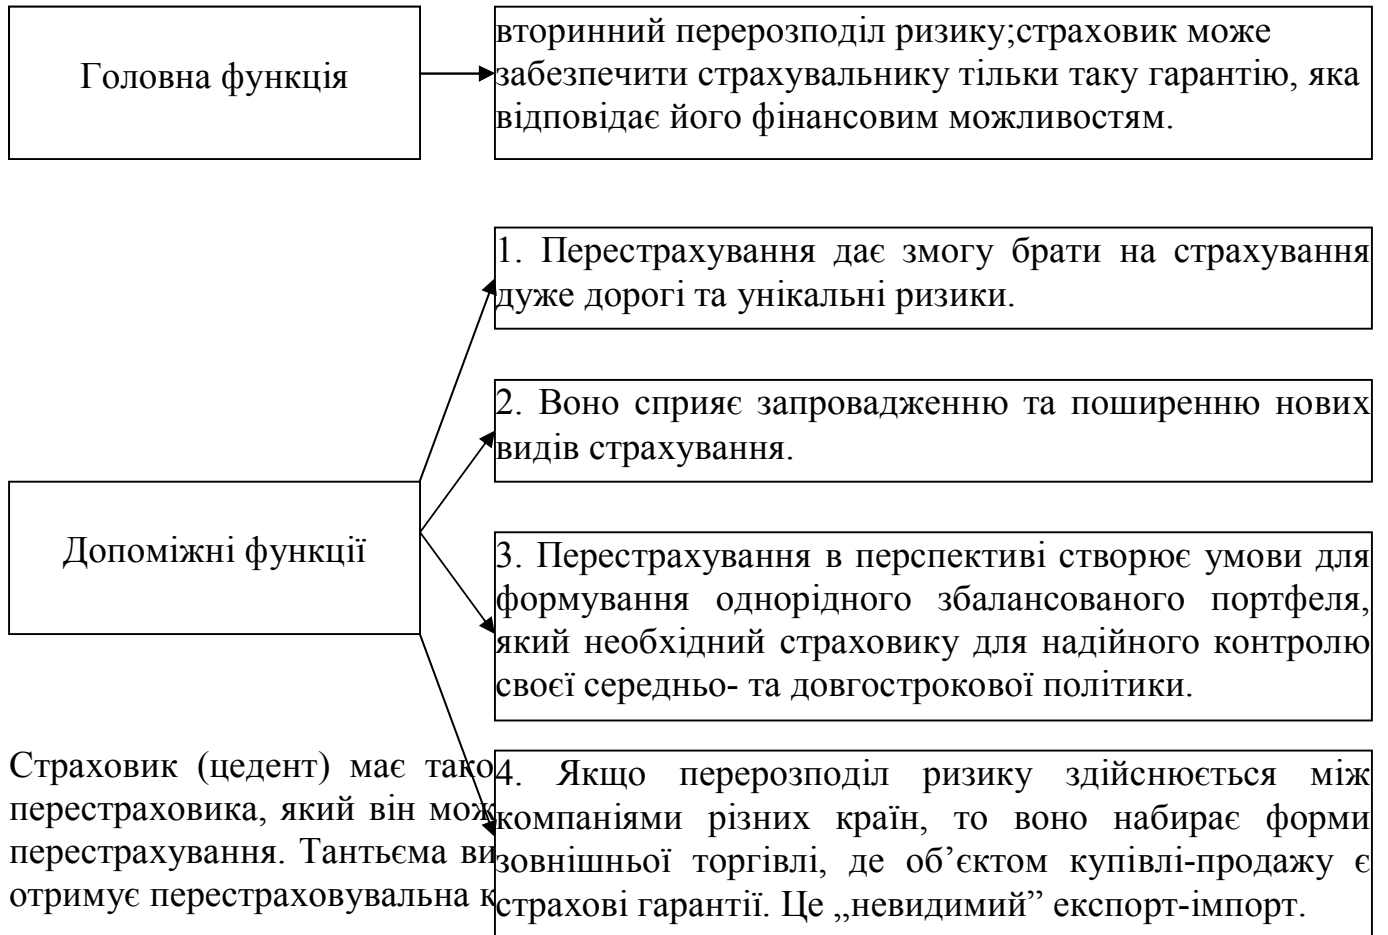 Головна функція
вторинний перерозподіл ризику;страховик може
забезпечити страхувальнику тільки таку гарантію, яка
відповідає його фінансовим можливостям.
1. Перестрахування дає змогу брати на страхування
дуже дорогі та унікальні ризики.
2. Воно сприяє запровадженню та поширенню нових
видів страхування.
Допоміжні функції
3. Перестрахування в перспективі створює умови для
формування однорідного збалансованого портфеля,
який необхідний страховику для надійного контролю
своєї середньо- та довгострокової політики.
Страховик (цедент) має тако
перестраховика, який він мож
перестрахування. Тантьєма ви
отримує перестраховувальна к
4. Якщо перерозподіл ризику здійснюється між
компаніями різних країн, то воно набирає форми
зовнішньої торгівлі, де об’єктом купівлі-продажу є
страхові гарантії. Це „невидимий” експорт-імпорт.